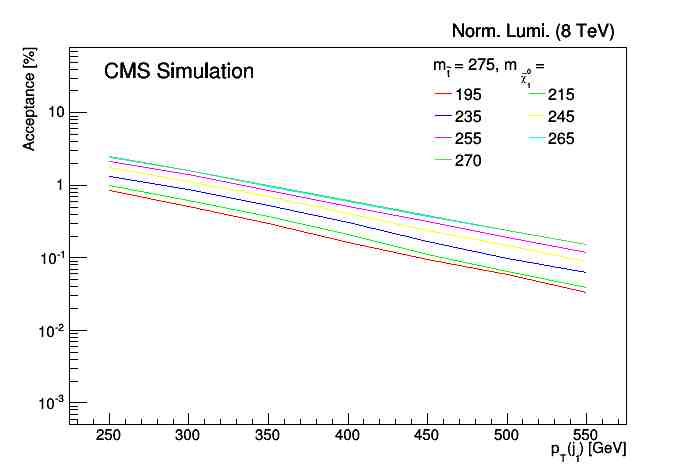 Norm. Lumi. (8 TeV)
CMS Simulation
m_t̃ = 275, m_χ̃₁⁰ =
195 215
235 245
255 265
270
Acceptance [%]
10
1
10⁻¹
10⁻²
10⁻³
250 300 350 400 450 500 550
p_T(j_1) [GeV]